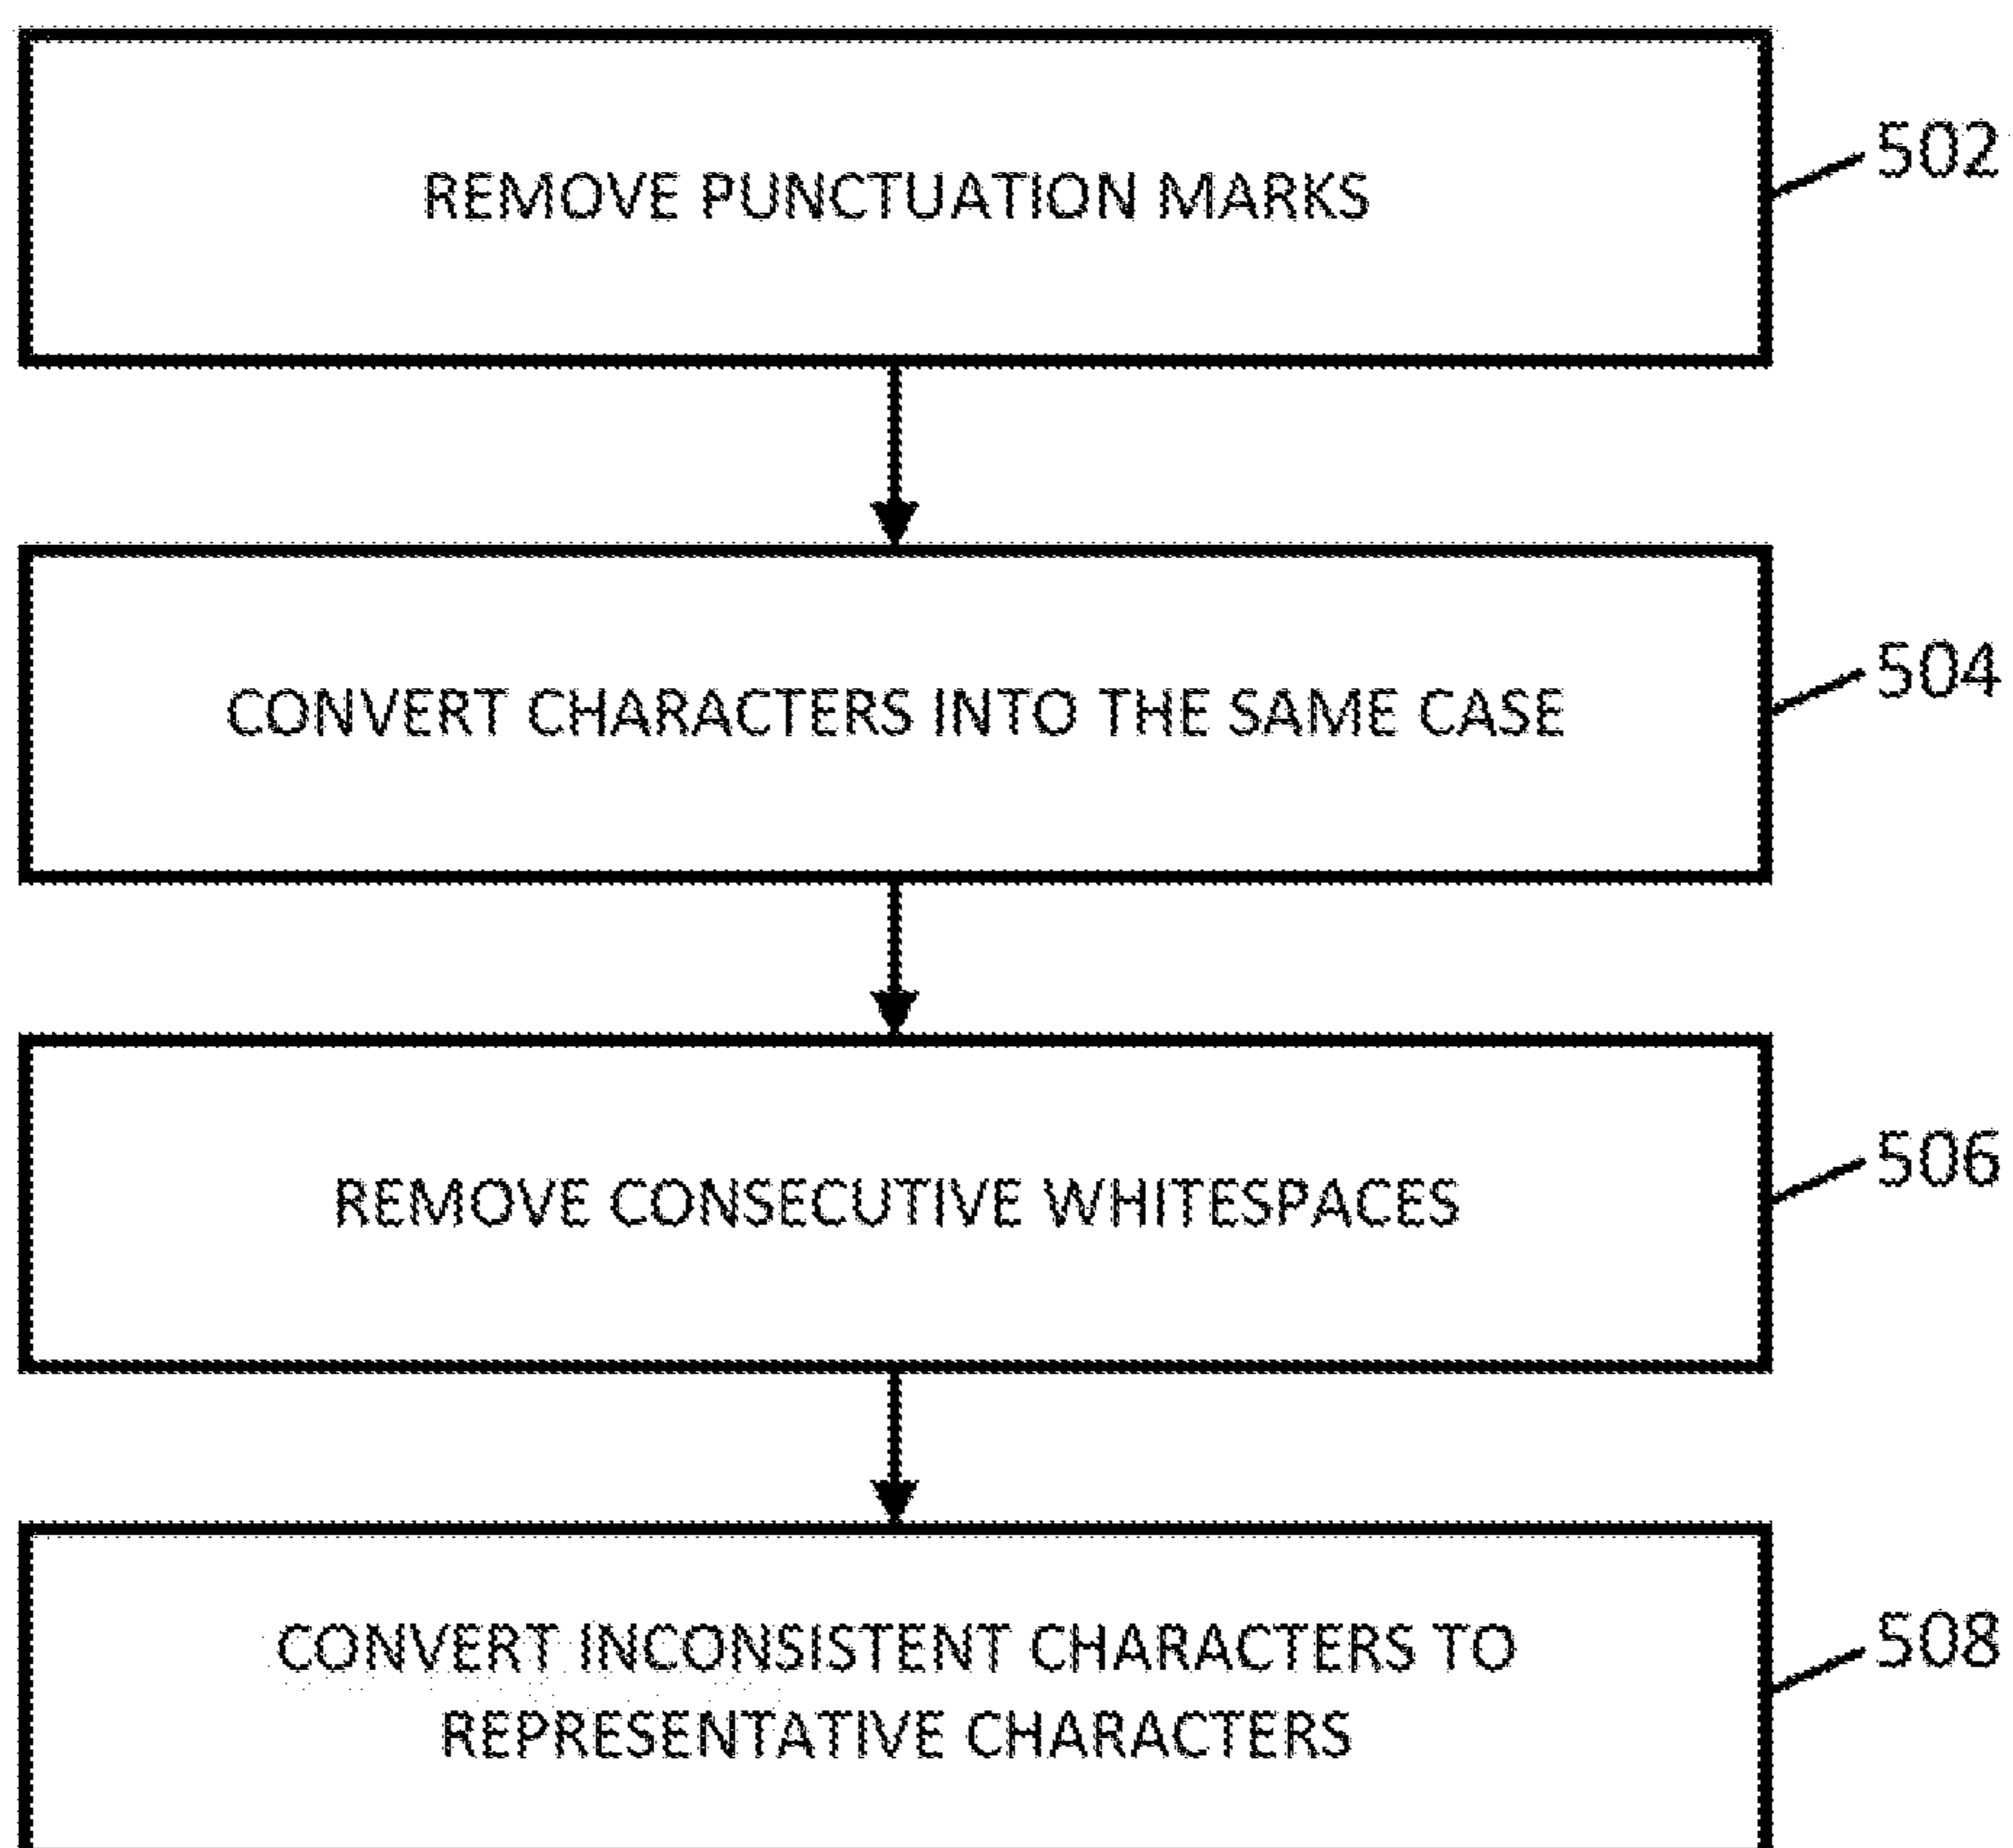 REMOVE PUNCTUATION MARKS
502
CONVERT CHARACTERS INTO THE SAME CASE
504
REMOVE CONSECUTIVE WHITESPACES
506
CONVERT INCONSISTENT CHARACTERS TO
REPRESENTATIVE CHARACTERS
508